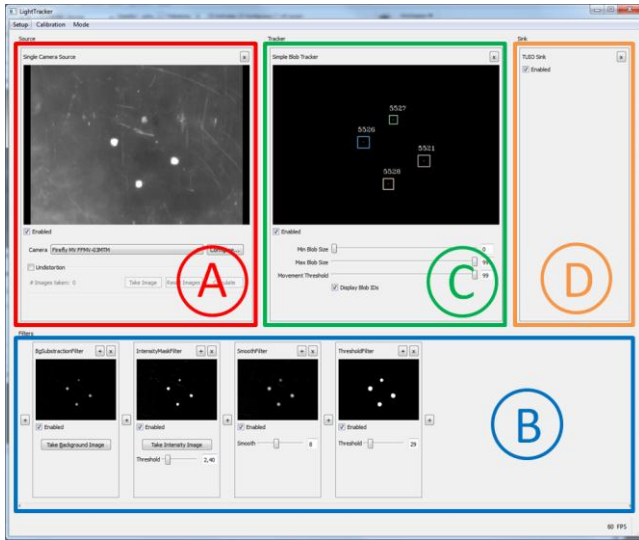 LightTracker
Setup Calibration Mode
Source
Tracker
Sink
Single Camera Source x
Simple Blob Tracker x
TUIO Sink x
Enabled
5527
5526
5521
5528
Enabled
Camera Firefly MV FFMV-03MTM
Undistortion
# Images taken: 0 Take Image
Enabled
Min Blob Size 0
Max Blob Size 99
Movement Threshold 99
Display Blob IDs
A
C
D
Filters
BgSubstractionFilter + x
IntensityMaskFilter + x
SmoothFilter + x
ThresholdFilter + x
+ + + + +
Enabled Enabled Enabled Enabled
Take Background Image Take Intensity Image Smooth 8 Threshold 29
Threshold 2,40
B
60 FPS